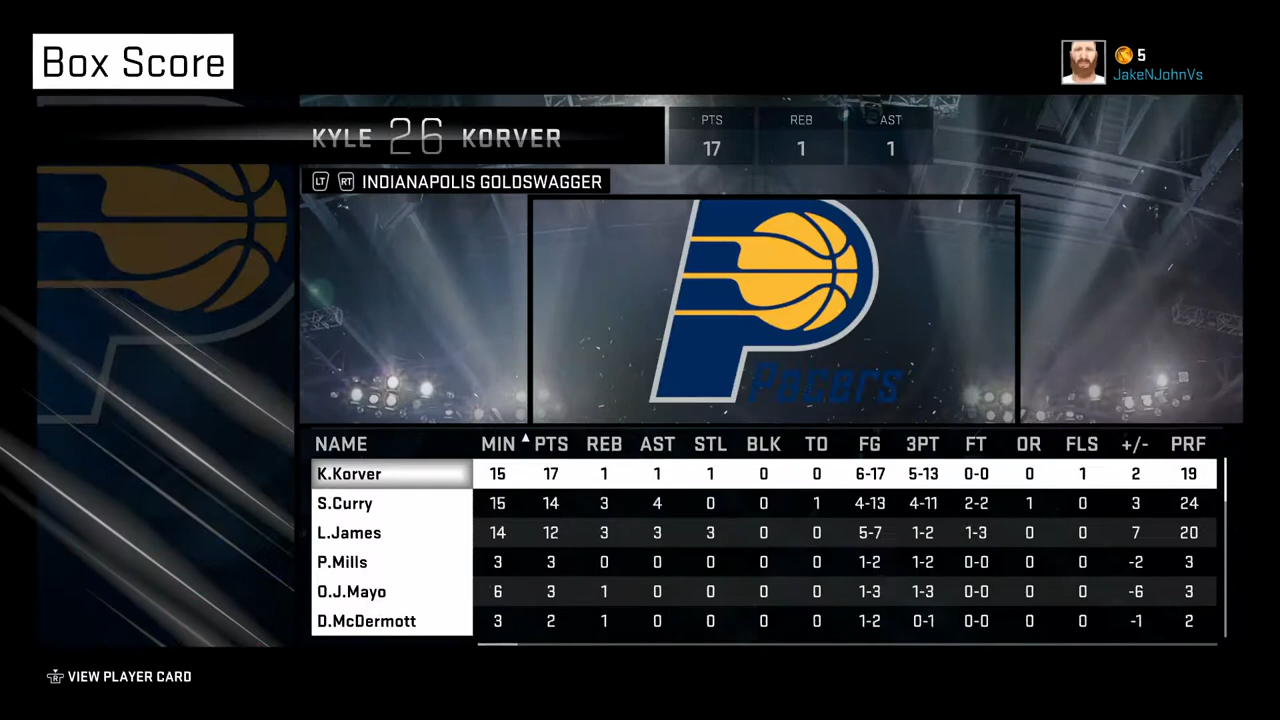 Box Score
5
JakeNJohnVs
KYLE 26 KORVER
PTS REB AST
17 1 1
LT RT INDIANAPOLIS GOLDSWAGGER
Pacers
NAME MIN PTS REB AST STL BLK TO FG 3PT FT OR FLS +/- PRF
K.Korver 15 17 1 1 1 0 0 6-17 5-13 0-0 0 1 2 19
S.Curry 15 14 3 4 0 0 1 4-13 4-11 2-2 1 0 3 24
L.James 14 12 3 3 3 0 0 5-7 1-2 1-3 0 0 7 20
P.Mills 3 3 0 0 0 0 0 1-2 1-2 0-0 0 0 -2 3
O.J.Mayo 6 3 1 0 0 0 0 1-3 1-3 0-0 0 0 -6 3
D.McDermott 3 2 1 0 0 0 0 1-2 0-1 0-0 0 0 -1 2
R VIEW PLAYER CARD